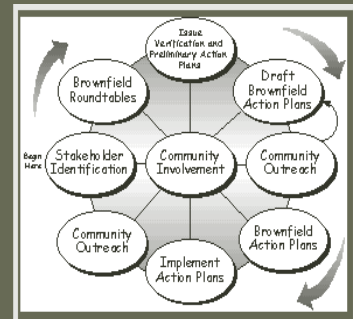 Issue
Verification and
Preliminary Action
Plans
Brownfield
Roundtables
Draft
Brownfield
Action Plans
Begin
Here
Stakeholder
Identification
Community
Involvement
Community
Outreach
Community
Outreach
Brownfield
Action Plans
Implement
Action Plans